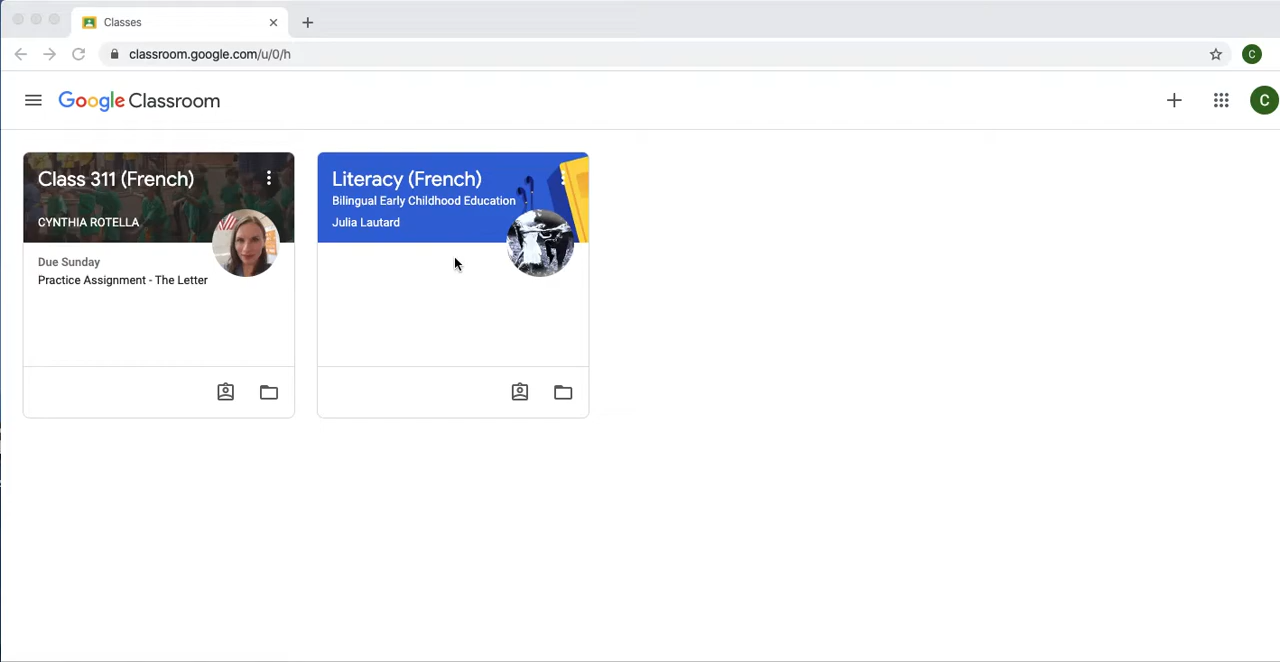 Classes
classroom.google.com/u/0/h
C
Google Classroom
C
Class 311 (French)
CYNTHIA ROTELLA
Due Sunday
Practice Assignment - The Letter
Literacy (French)
Bilingual Early Childhood Education
Julia Lautard